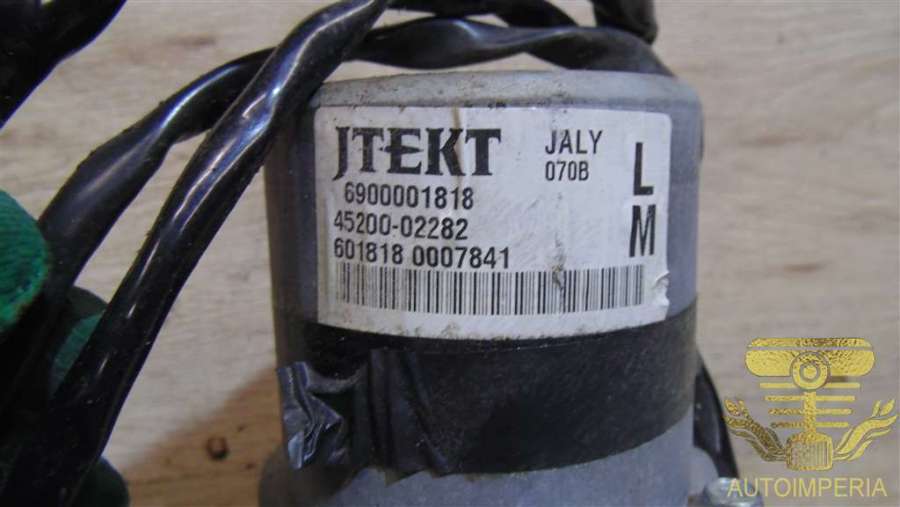 JTEKT
JALY
070B
L
M
6900001818
45200-02282
601818 0007841
AUTOIMPERIA